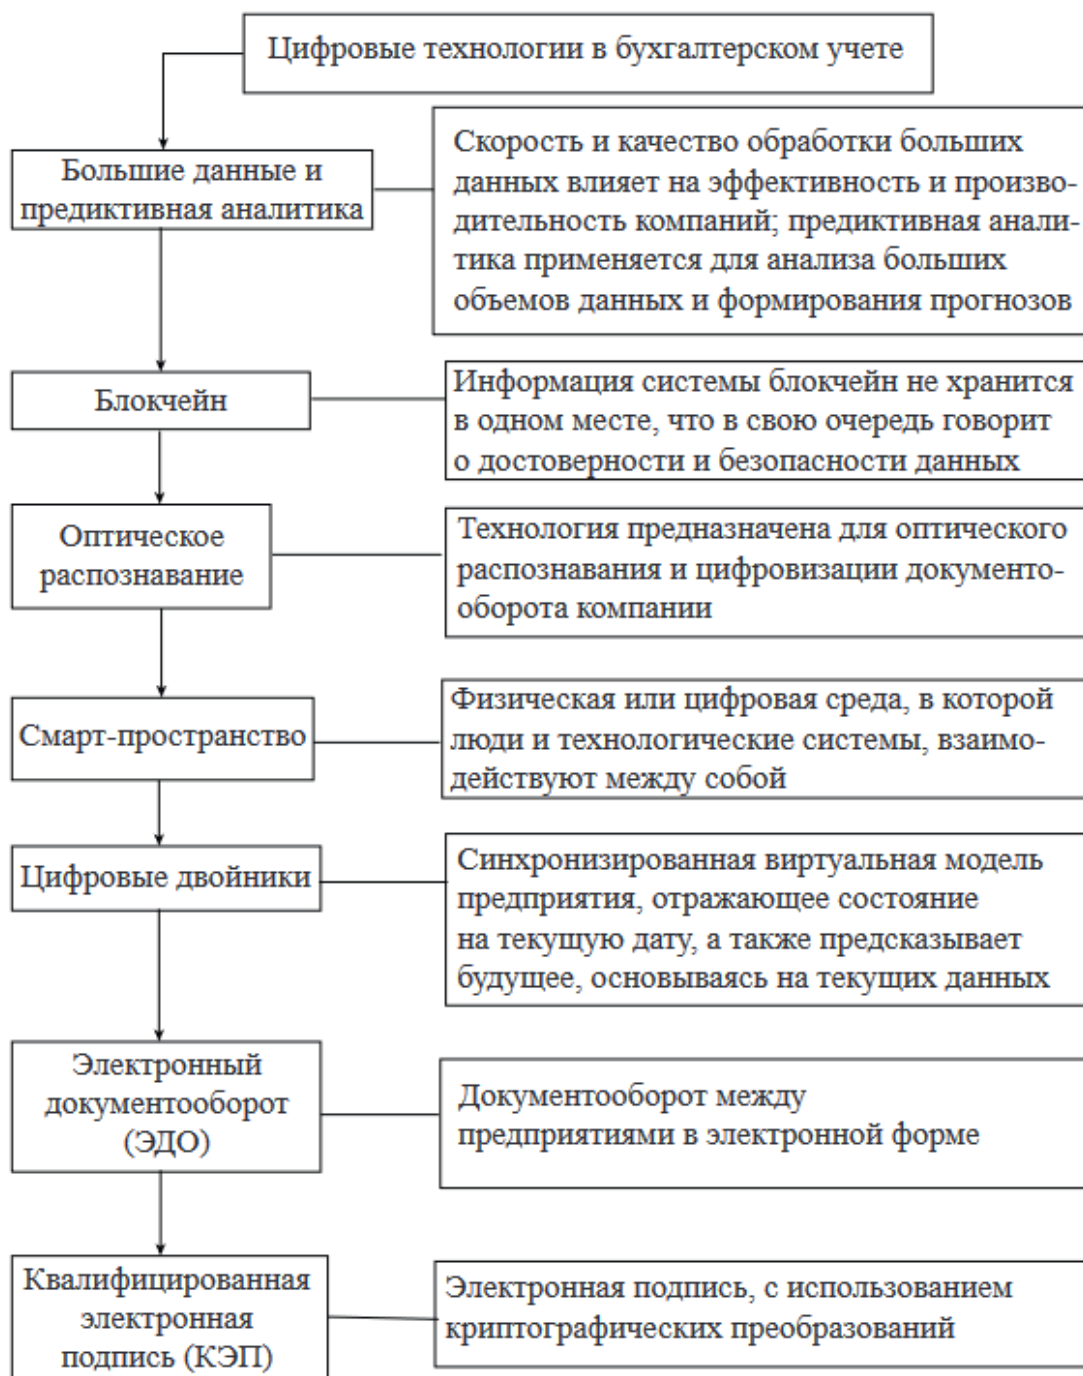 Цифровые технологии в бухгалтерском учете
Большие данные и
предиктивная аналитика
Скорость и качество обработки больших
данных влияет на эффективность и произво-
дительность компаний; предиктивная анали-
тика применяется для анализа больших
объемов данных и формирования прогнозов
Блокчейн
Информация системы блокчейн не хранится
в одном месте, что в свою очередь говорит
о достоверности и безопасности данных
Оптическое
распознавание
Технология предназначена для оптического
распознавания и цифровизации документо-
оборота компании
Смарт-пространство
Физическая или цифровая среда, в которой
люди и технологические системы, взаимо-
действуют между собой
Цифровые двойники
Синхронизированная виртуальная модель
предприятия, отражающее состояние
на текущую дату, а также предсказывает
будущее, основываясь на текущих данных
Электронный
документооборот
(ЭДО)
Документооборот между
предприятиями в электронной форме
Квалифицированная
электронная
подпись (КЭП)
Электронная подпись, с использованием
криптографических преобразований